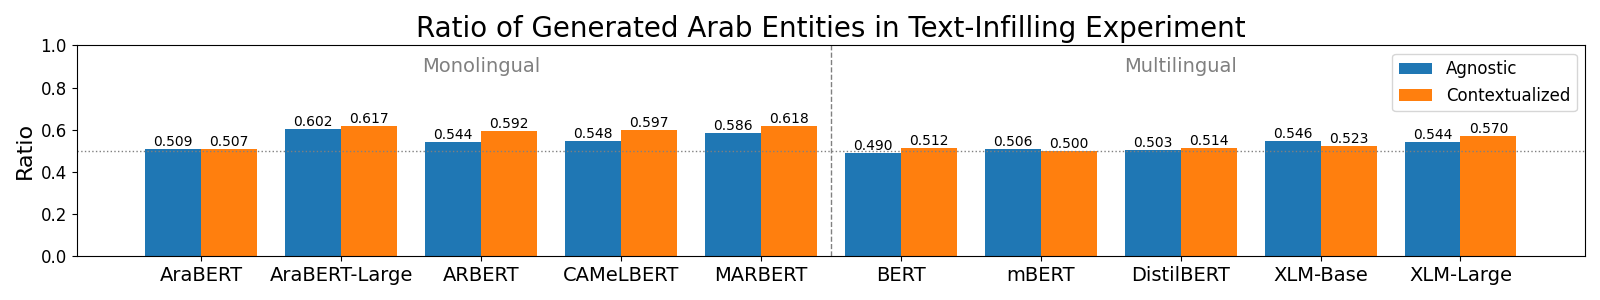 Ratio of Generated Arab Entities in Text-Infilling Experiment
Monolingual
Multilingual
Agnostic
Contextualized
Ratio
1.0
0.8
0.6
0.4
0.2
0.0
0.509 0.507 0.602 0.617 0.544 0.592 0.548 0.597 0.586 0.618 0.490 0.512 0.506 0.500 0.503 0.514 0.546 0.523 0.544 0.570
AraBERT AraBERT-Large ARBERT CAMeLBERT MARBERT BERT mBERT DistilBERT XLM-Base XLM-Large